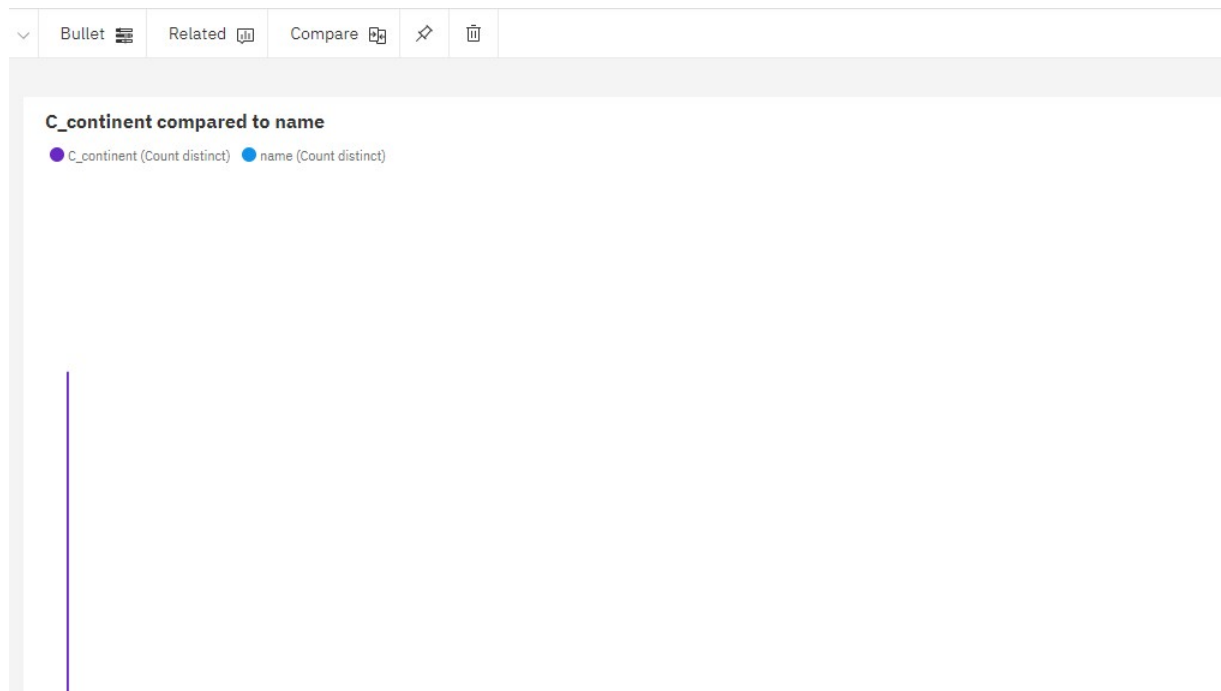 Bullet Related Compare
C_continent compared to name
C_continent (Count distinct) name (Count distinct)